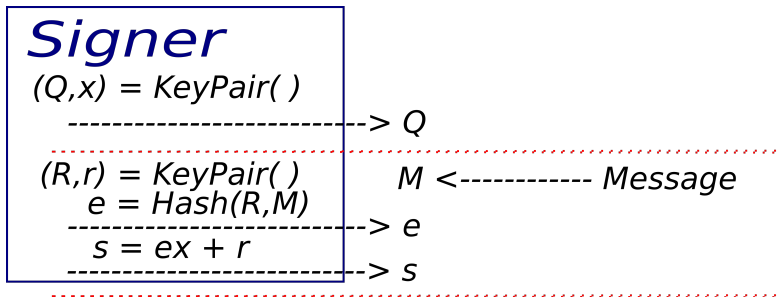 Signer
(Q,x) = KeyPair( )
---------------------------> Q
(R,r) = KeyPair( )
M <------------ Message
e = Hash(R,M)
---------------------------> e
s = ex + r
---------------------------> s